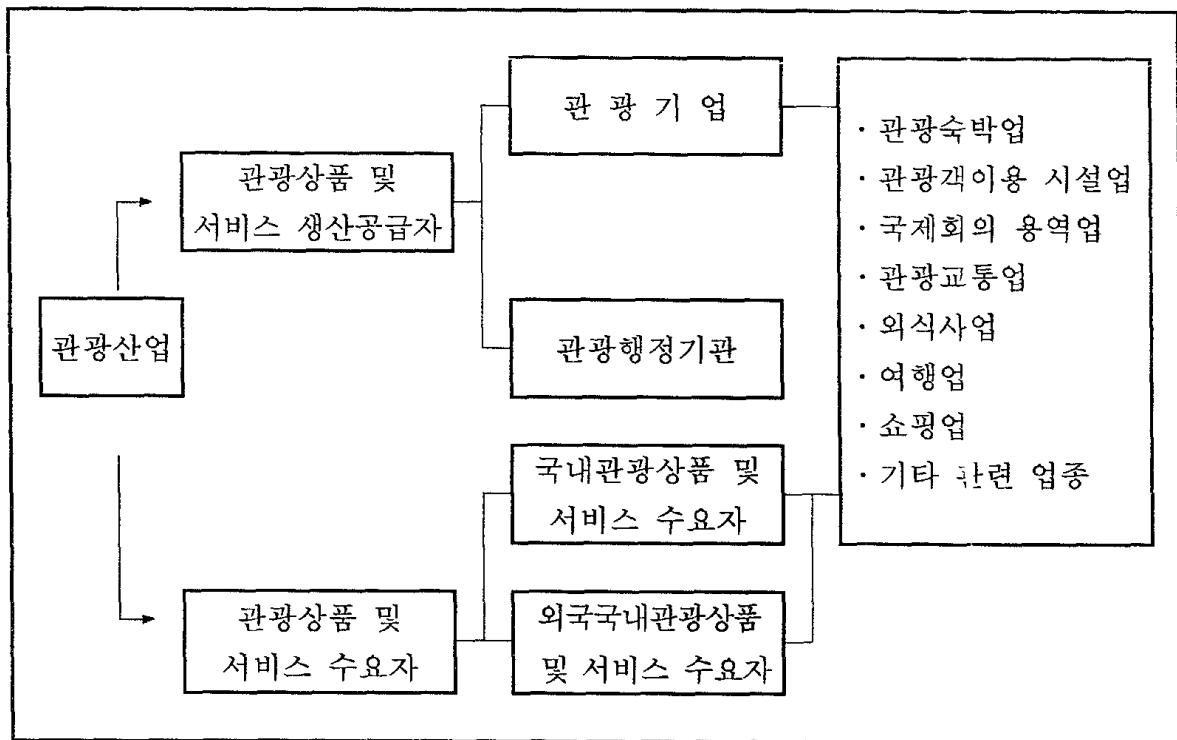 관 광 기 업
관광상품 및
서비스 생산공급자
관광산업
관광행정기관
· 관광숙박업
· 관광객이용 시설업
· 국제회의 용역업
· 관광교통업
· 외식사업
· 여행업
· 쇼핑업
· 기타 관련 업종
국내관광상품 및
서비스 수요자
관광상품 및
서비스 수요자
외국국내관광상품
및 서비스 수요자